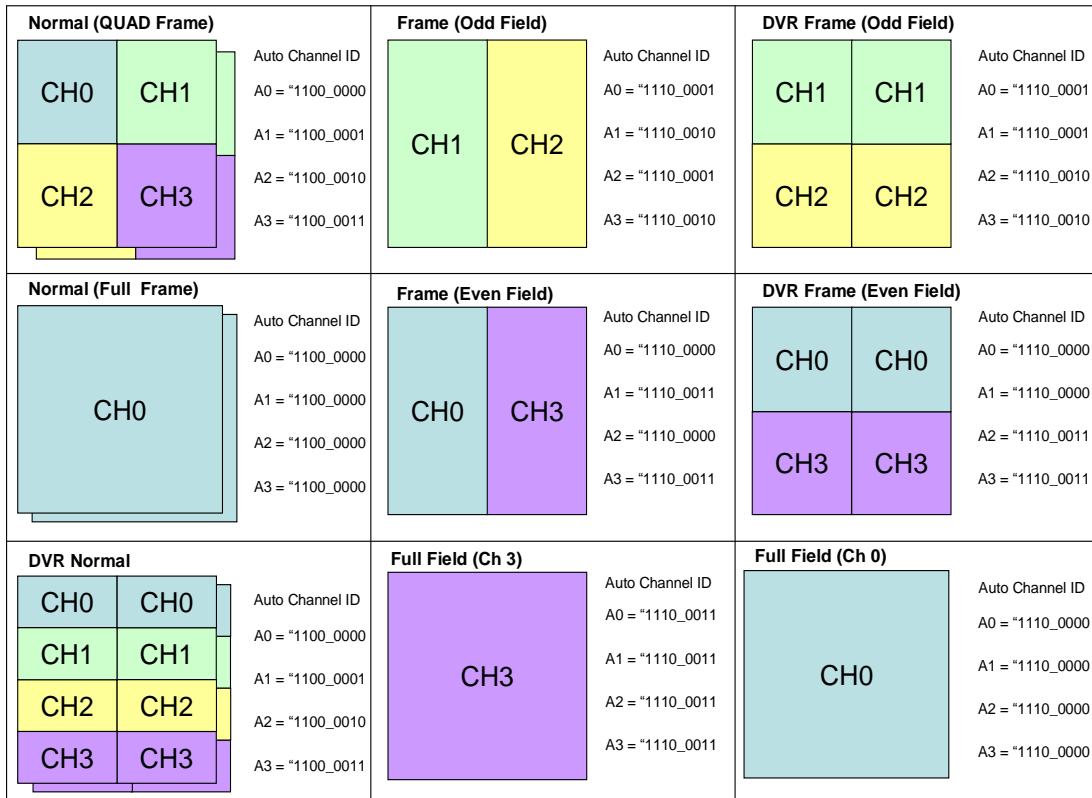 Normal (QUAD Frame)
CH0 CH1
CH2 CH3
Auto Channel ID
A0 = “1100_0000
A1 = “1100_0001
A2 = “1100_0010
A3 = “1100_0011
Frame (Odd Field)
CH1 CH2
Auto Channel ID
A0 = “1110_0001
A1 = “1110_0010
A2 = “1110_0001
A3 = “1110_0010
DVR Frame (Odd Field)
CH1 CH1
CH2 CH2
Auto Channel ID
A0 = “1110_0001
A1 = “1110_0001
A2 = “1110_0010
A3 = “1110_0010
Normal (Full Frame)
CH0
Auto Channel ID
A0 = “1100_0000
A1 = “1100_0000
A2 = “1100_0000
A3 = “1100_0000
Frame (Even Field)
CH0 CH3
Auto Channel ID
A0 = “1110_0000
A1 = “1110_0011
A2 = “1110_0000
A3 = “1110_0011
DVR Frame (Even Field)
CH0 CH0
CH3 CH3
Auto Channel ID
A0 = “1110_0000
A1 = “1110_0000
A2 = “1110_0011
A3 = “1110_0011
DVR Normal
CH0 CH0
CH1 CH1
CH2 CH2
CH3 CH3
Auto Channel ID
A0 = “1100_0000
A1 = “1100_0001
A2 = “1100_0010
A3 = “1100_0011
Full Field (Ch 3)
CH3
Auto Channel ID
A0 = “1110_0011
A1 = “1110_0011
A2 = “1110_0011
A3 = “1110_0011
Full Field (Ch 0)
CH0
Auto Channel ID
A0 = “1110_0000
A1 = “1110_0000
A2 = “1110_0000
A3 = “1110_0000